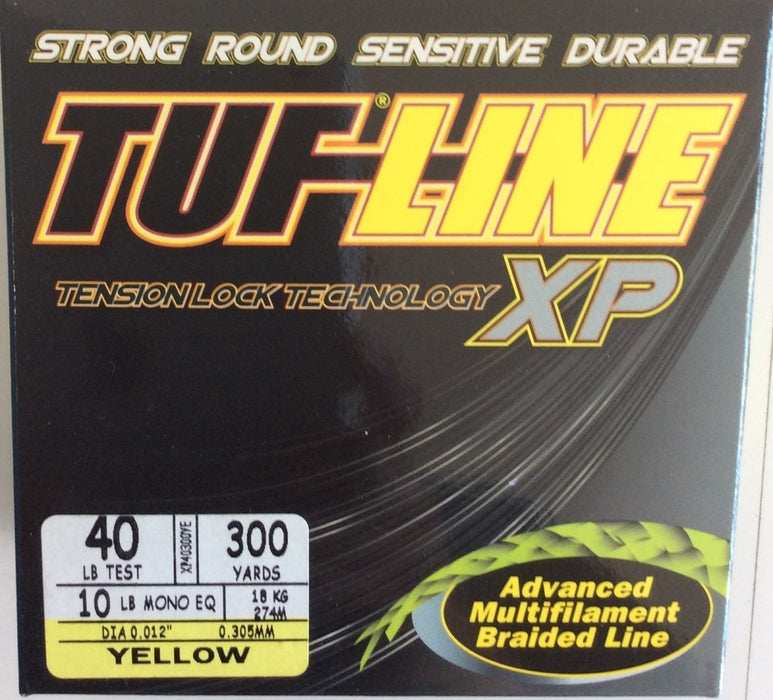 STRONG ROUND SENSITIVE DURABLE
TUF-LINE®
XP
TENSION LOCK TECHNOLOGY
40
LB TEST
XP40300YE
300
YARDS
10 LB MONO EQ
18 KG
274M
DIA 0.012" 0.305MM
YELLOW
Advanced
Multifilament
Braided Line